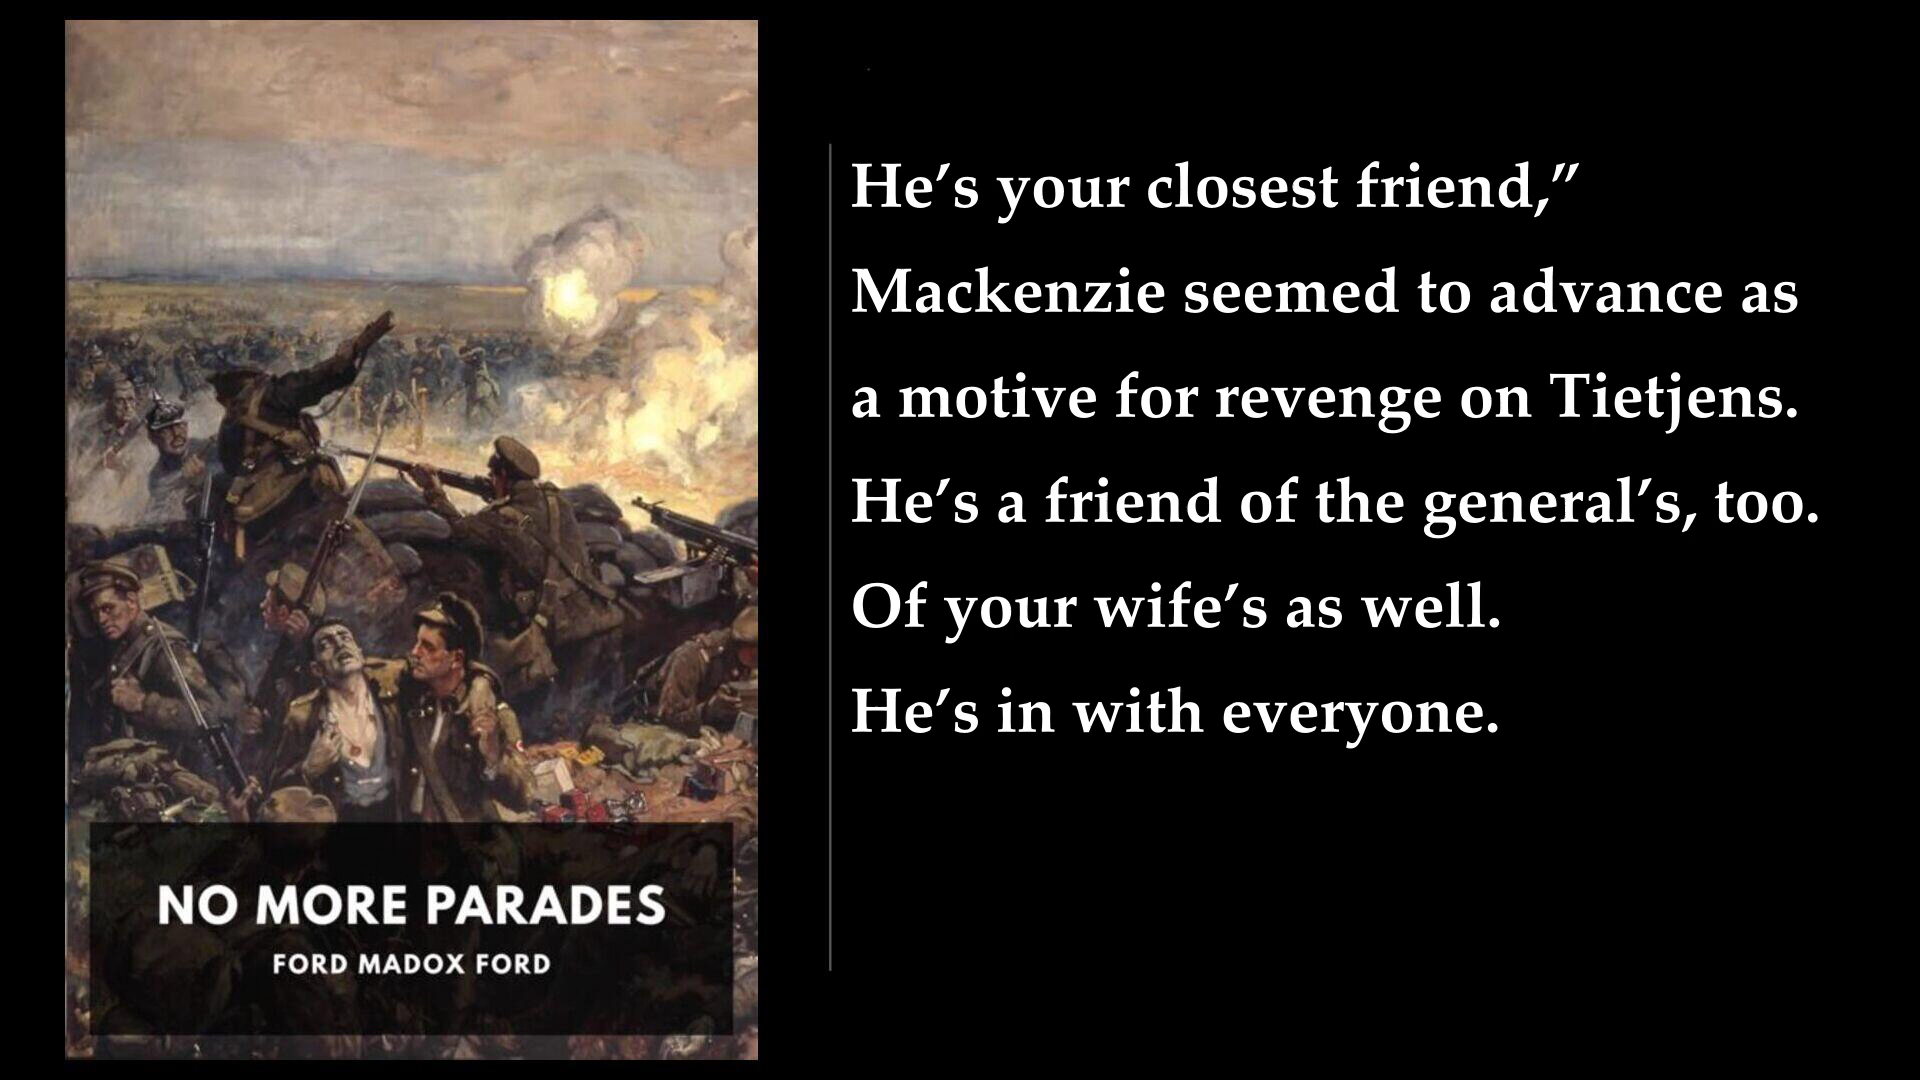 He’s your closest friend,”
Mackenzie seemed to advance as
a motive for revenge on Tietjens.
He’s a friend of the general’s, too.
Of your wife’s as well.
He’s in with everyone.
NO MORE PARADES
FORD MADOX FORD